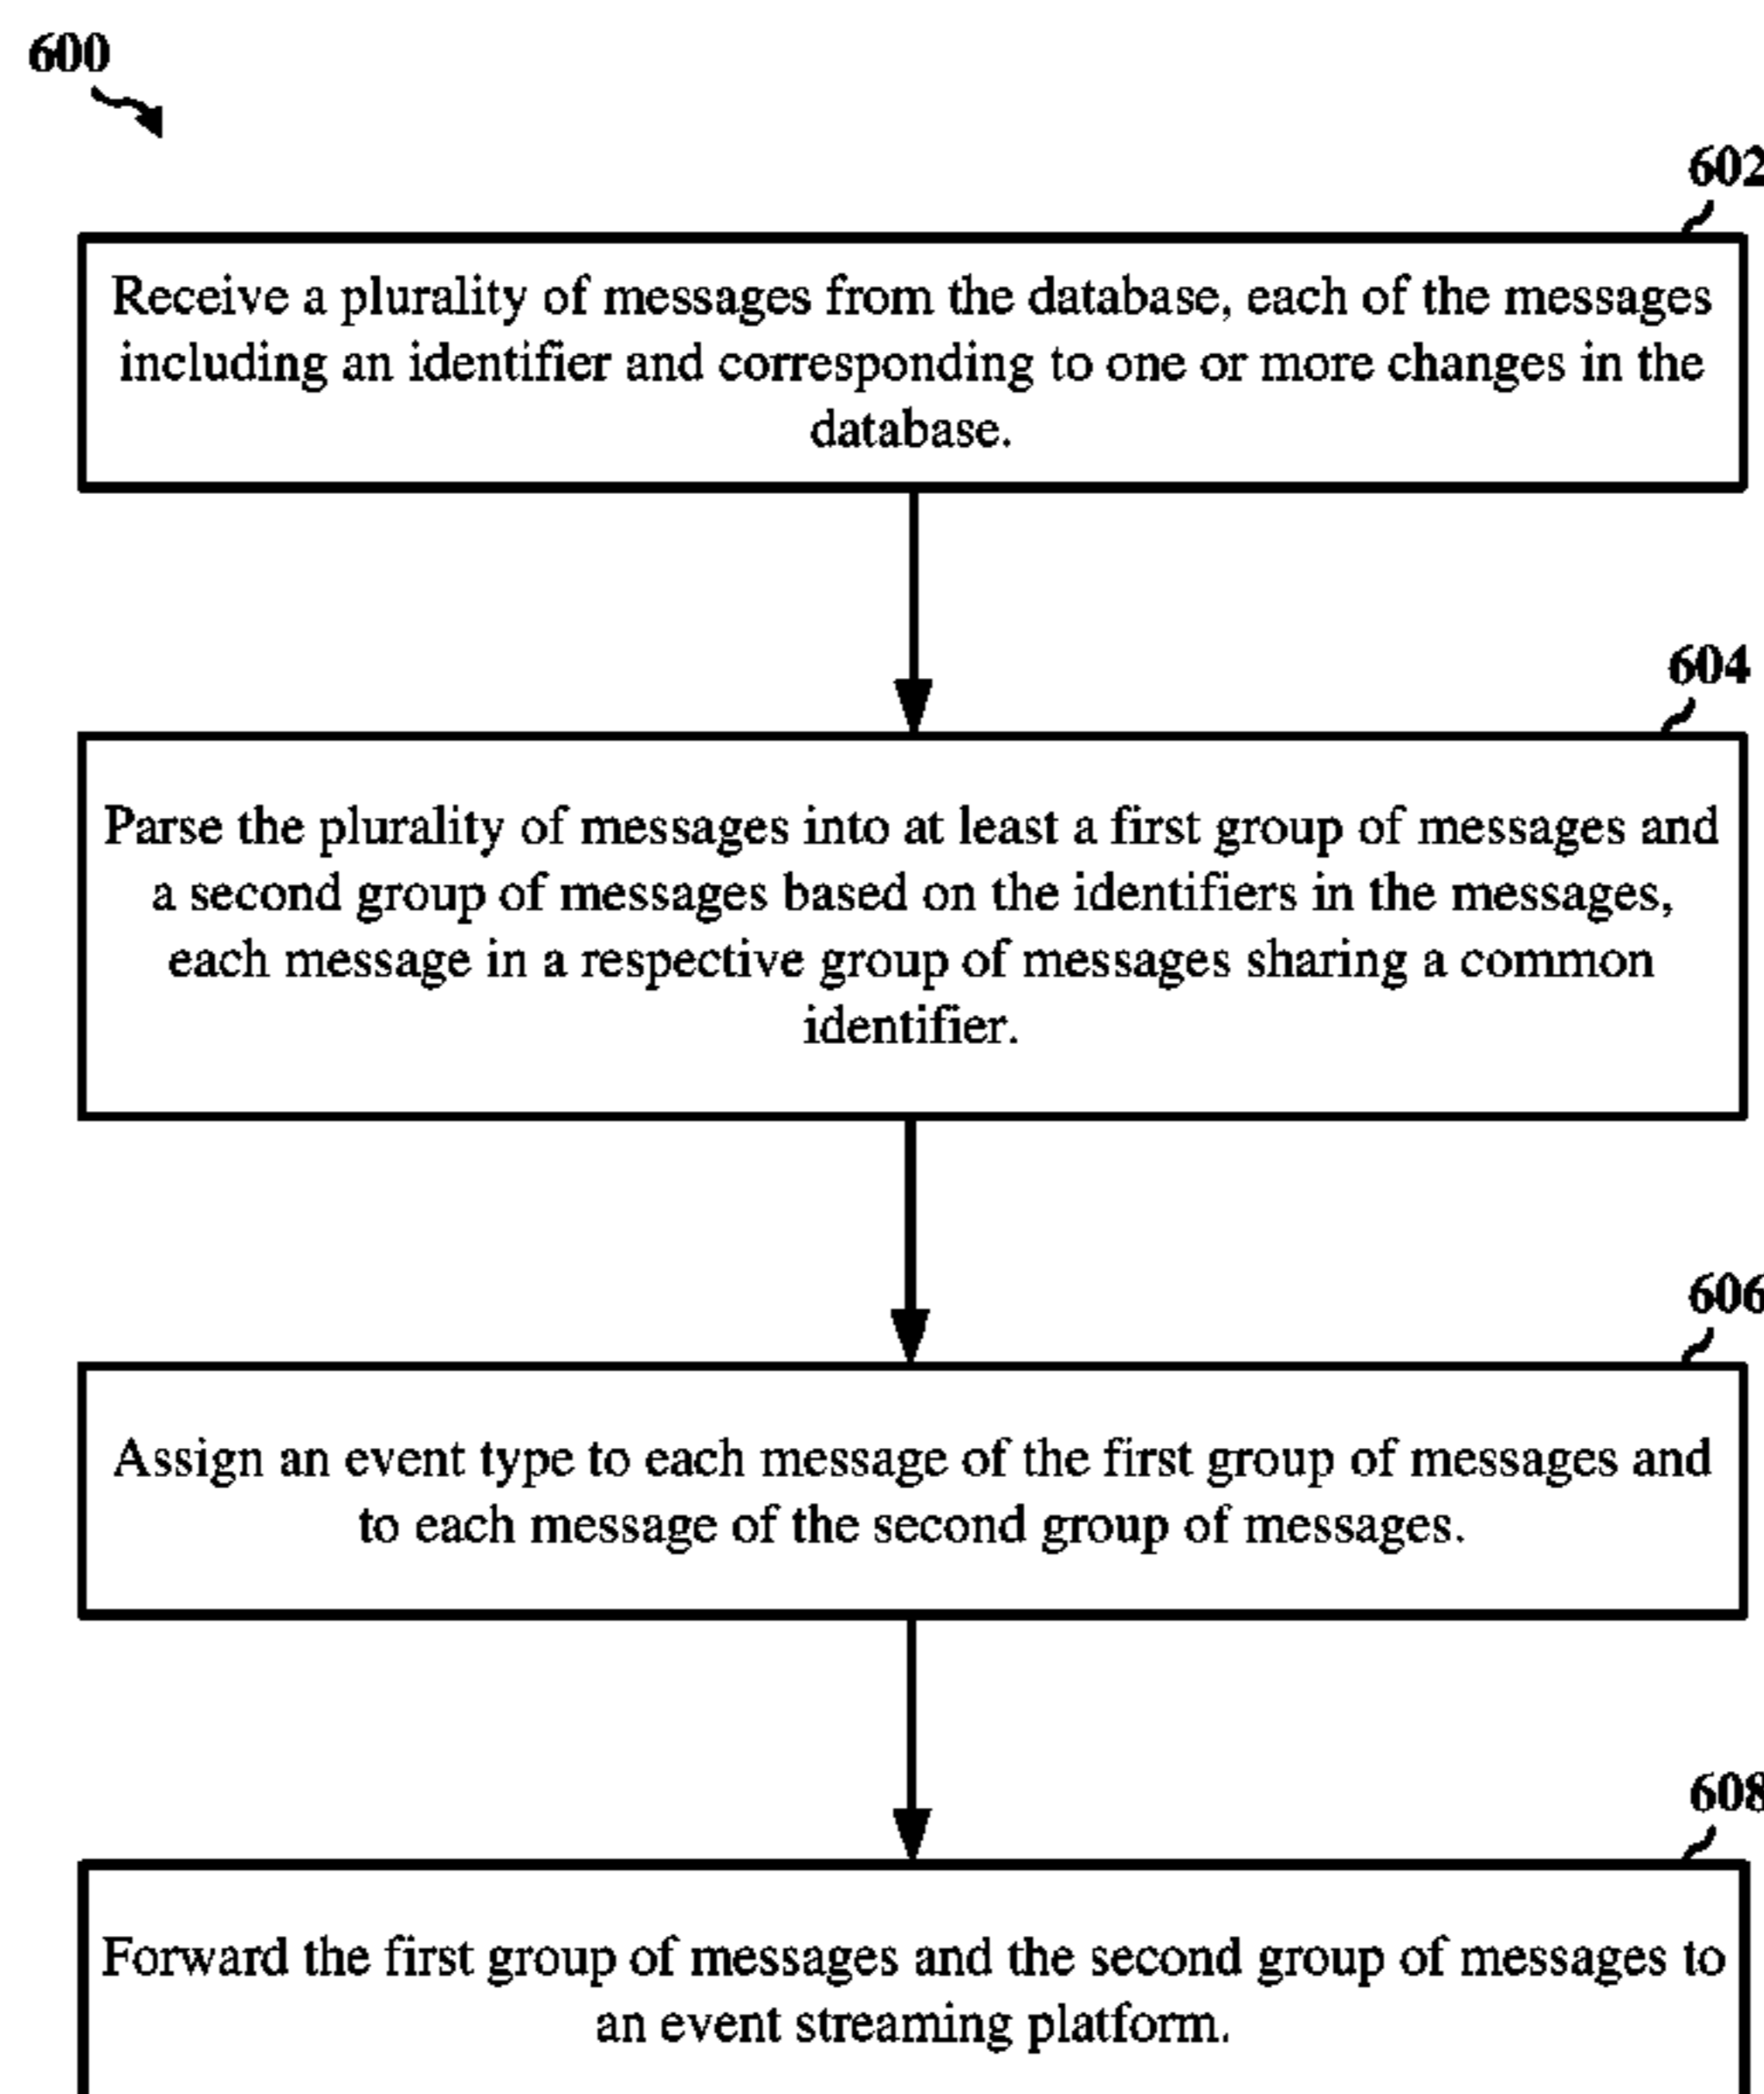 600
602
Receive a plurality of messages from the database, each of the messages
including an identifier and corresponding to one or more changes in the
database.
604
Parse the plurality of messages into at least a first group of messages and
a second group of messages based on the identifiers in the messages,
each message in a respective group of messages sharing a common
identifier.
606
Assign an event type to each message of the first group of messages and
to each message of the second group of messages.
608
Forward the first group of messages and the second group of messages to
an event streaming platform.